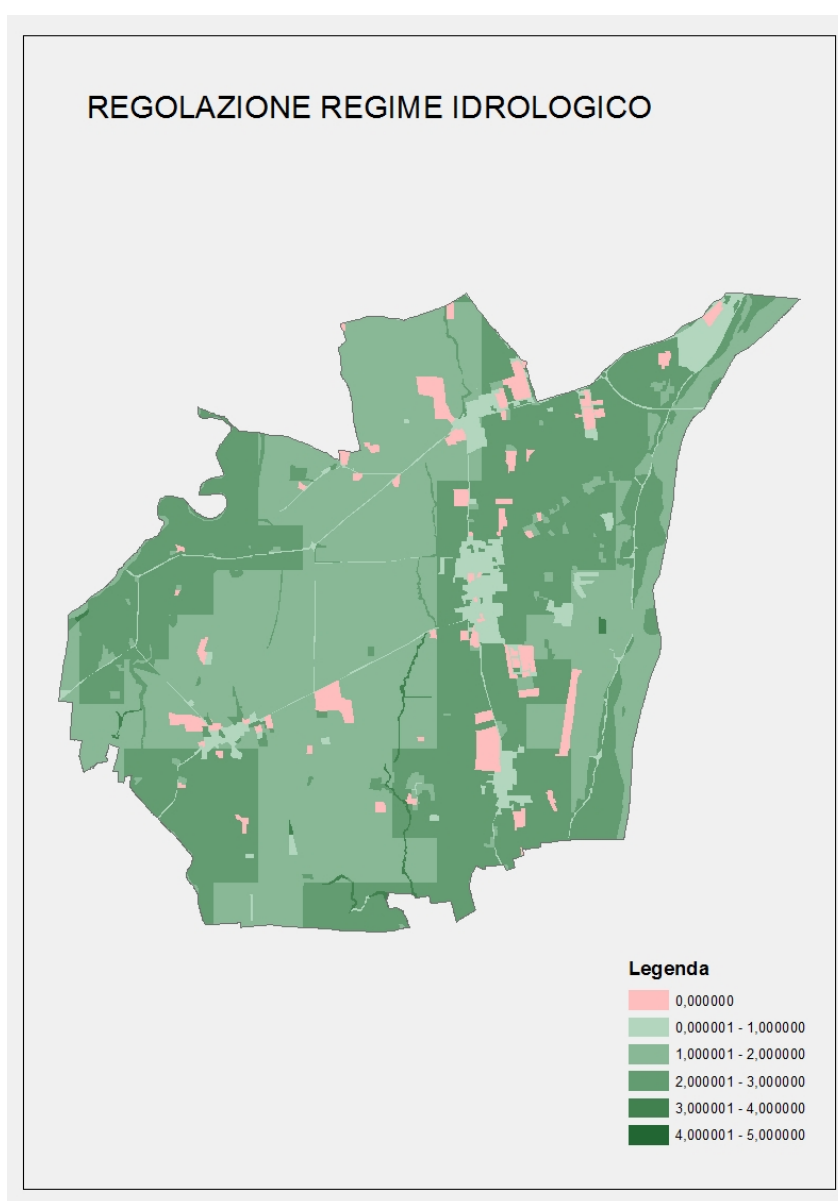 REGOLAZIONE REGIME IDROLOGICO
Legenda
0,000000
0,000001 - 1,000000
1,000001 - 2,000000
2,000001 - 3,000000
3,000001 - 4,000000
4,000001 - 5,000000